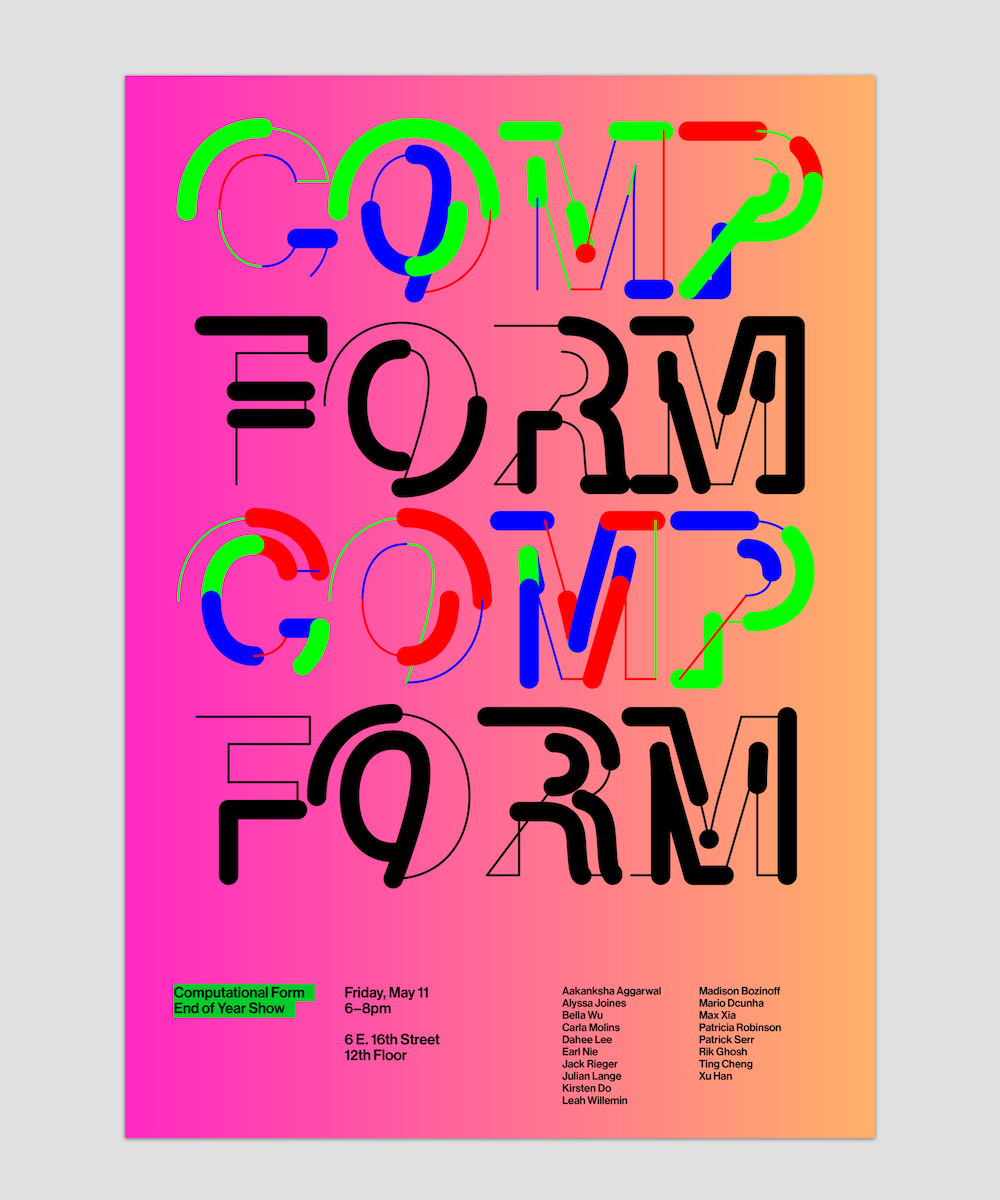 COMP
FORM
COMP
FORM
Computational Form
End of Year Show
Friday, May 11
6–8pm
6 E. 16th Street
12th Floor
Aakanksha Aggarwal
Alyssa Joines
Bella Wu
Carla Molins
Dahee Lee
Earl Nie
Jack Rieger
Julian Lange
Kirsten Do
Leah Willemin
Madison Bozinoff
Mario Dcunha
Max Xia
Patricia Robinson
Patrick Serr
Rik Ghosh
Ting Cheng
Xu Han